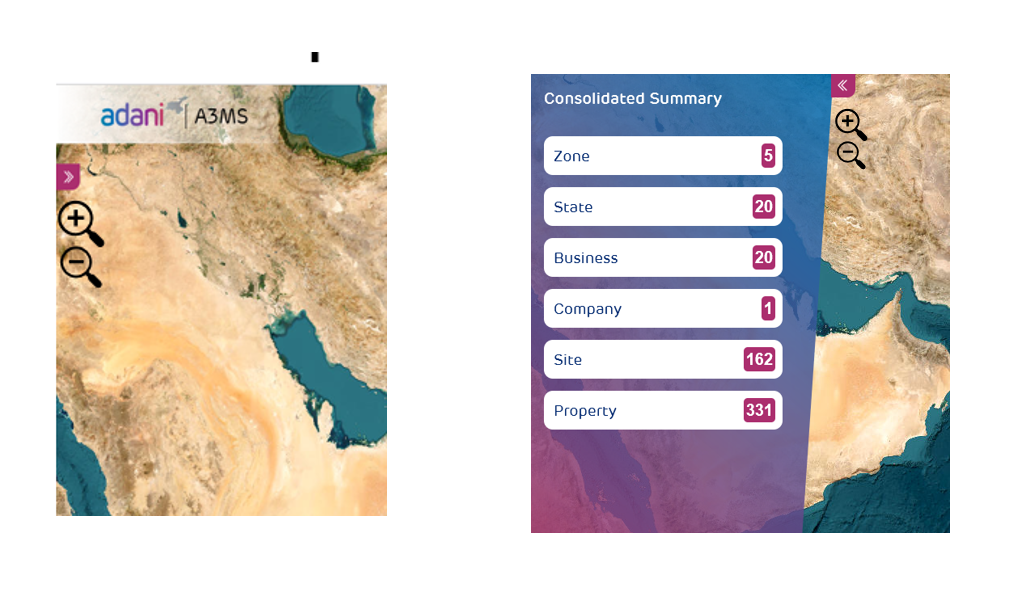 adani | A3MS
Consolidated Summary
Zone 5
State 20
Business 20
Company 1
Site 162
Property 331